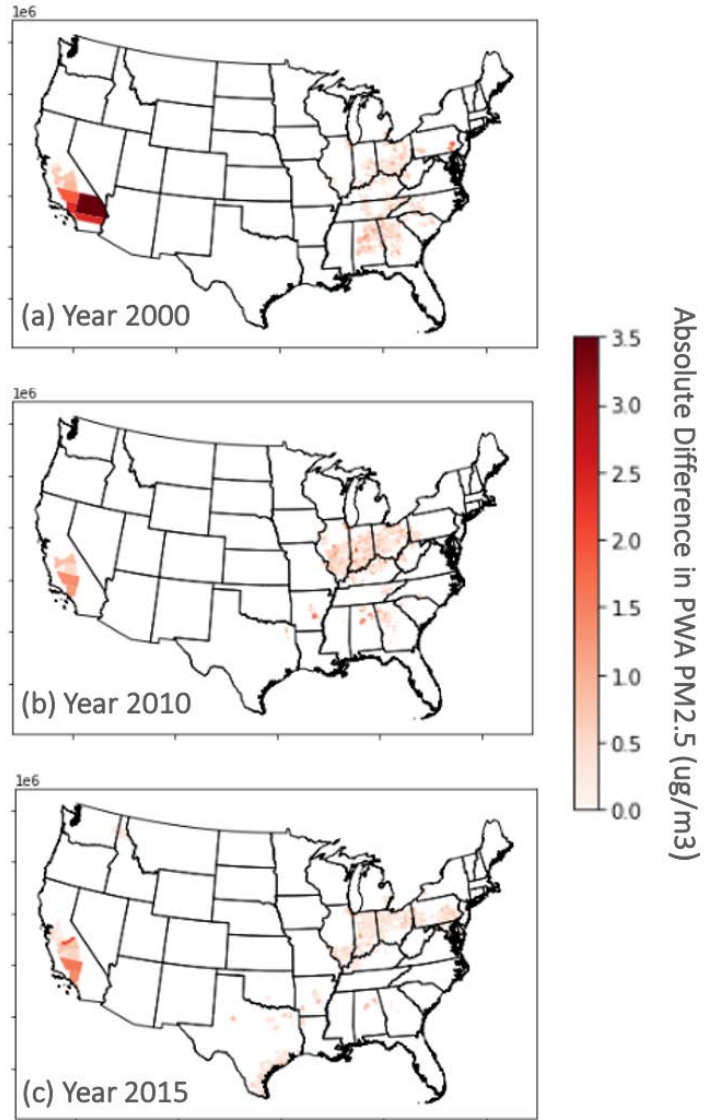 1e6
(a) Year 2000
1e6
(b) Year 2010
1e6
(c) Year 2015
3.5
3.0
2.5
2.0
1.5
1.0
0.5
0.0
Absolute Difference in PWA PM2.5 (ug/m3)